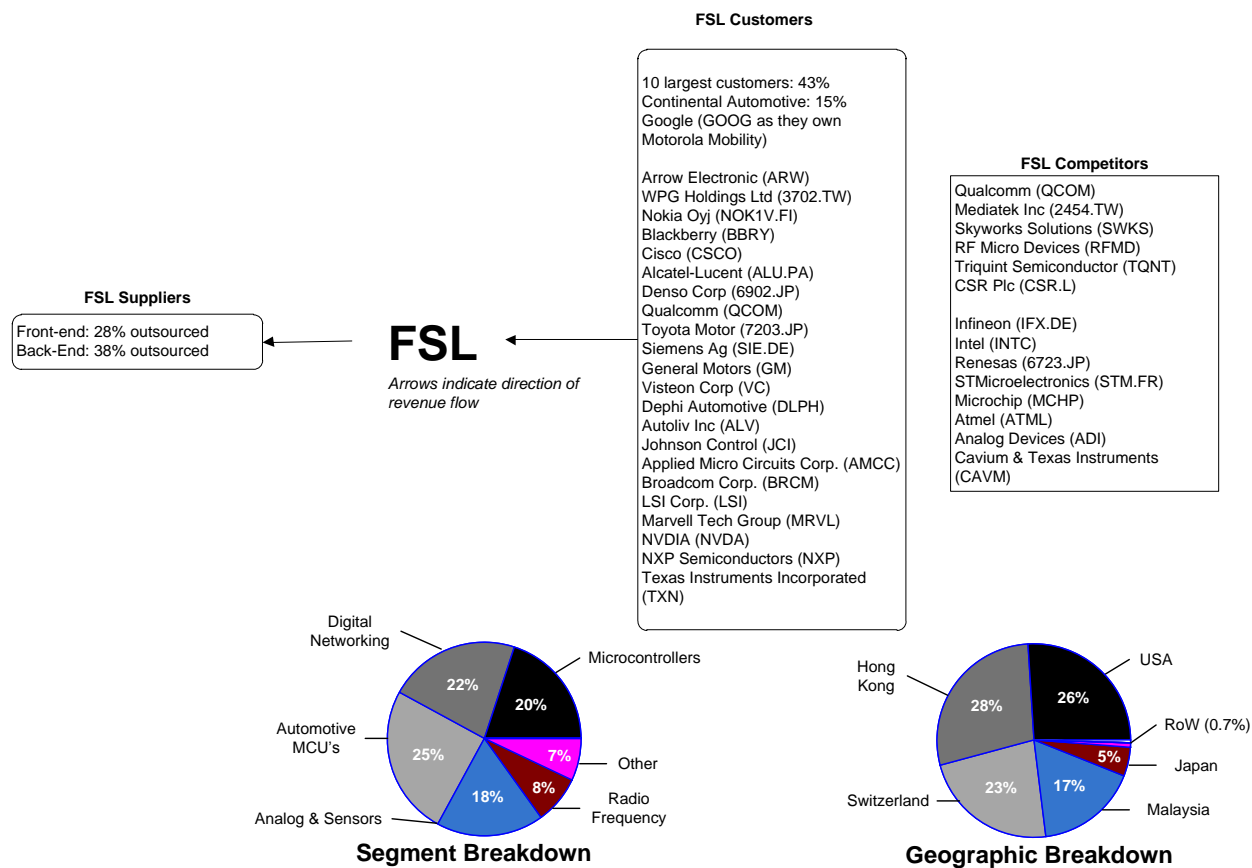 FSL Customers
10 largest customers: 43%
Continental Automotive: 15%
Google (GOOG as they own
Motorola Mobility)
Arrow Electronic (ARW)
WPG Holdings Ltd (3702.TW)
Nokia Oyj (NOK1V.FI)
Blackberry (BBRY)
Cisco (CSCO)
Alcatel-Lucent (ALU.PA)
Denso Corp (6902.JP)
Qualcomm (QCOM)
Toyota Motor (7203.JP)
Siemens Ag (SIE.DE)
General Motors (GM)
Visteon Corp (VC)
Dephi Automotive (DLPH)
Autoliv Inc (ALV)
Johnson Control (JCI)
Applied Micro Circuits Corp. (AMCC)
Broadcom Corp. (BRCM)
LSI Corp. (LSI)
Marvell Tech Group (MRVL)
NVDIA (NVDA)
NXP Semiconductors (NXP)
Texas Instruments Incorporated
(TXN)
FSL Competitors
Qualcomm (QCOM)
Mediatek Inc (2454.TW)
Skyworks Solutions (SWKS)
RF Micro Devices (RFMD)
Triquint Semiconductor (TQNT)
CSR Plc (CSR.L)
Infineon (IFX.DE)
Intel (INTC)
Renesas (6723.JP)
STMicroelectronics (STM.FR)
Microchip (MCHP)
Atmel (ATML)
Analog Devices (ADI)
Cavium & Texas Instruments
(CAVM)
FSL Suppliers
Front-end: 28% outsourced
Back-End: 38% outsourced
FSL
Arrows indicate direction of
revenue flow
Digital
Networking
Microcontrollers
22%
20%
Automotive
MCU's
25%
7%
Other
18%
8%
Radio
Frequency
Analog & Sensors
Segment Breakdown
Hong
Kong
USA
28%
26%
RoW (0.7%)
5%
Japan
Switzerland
23%
17%
Malaysia
Geographic Breakdown